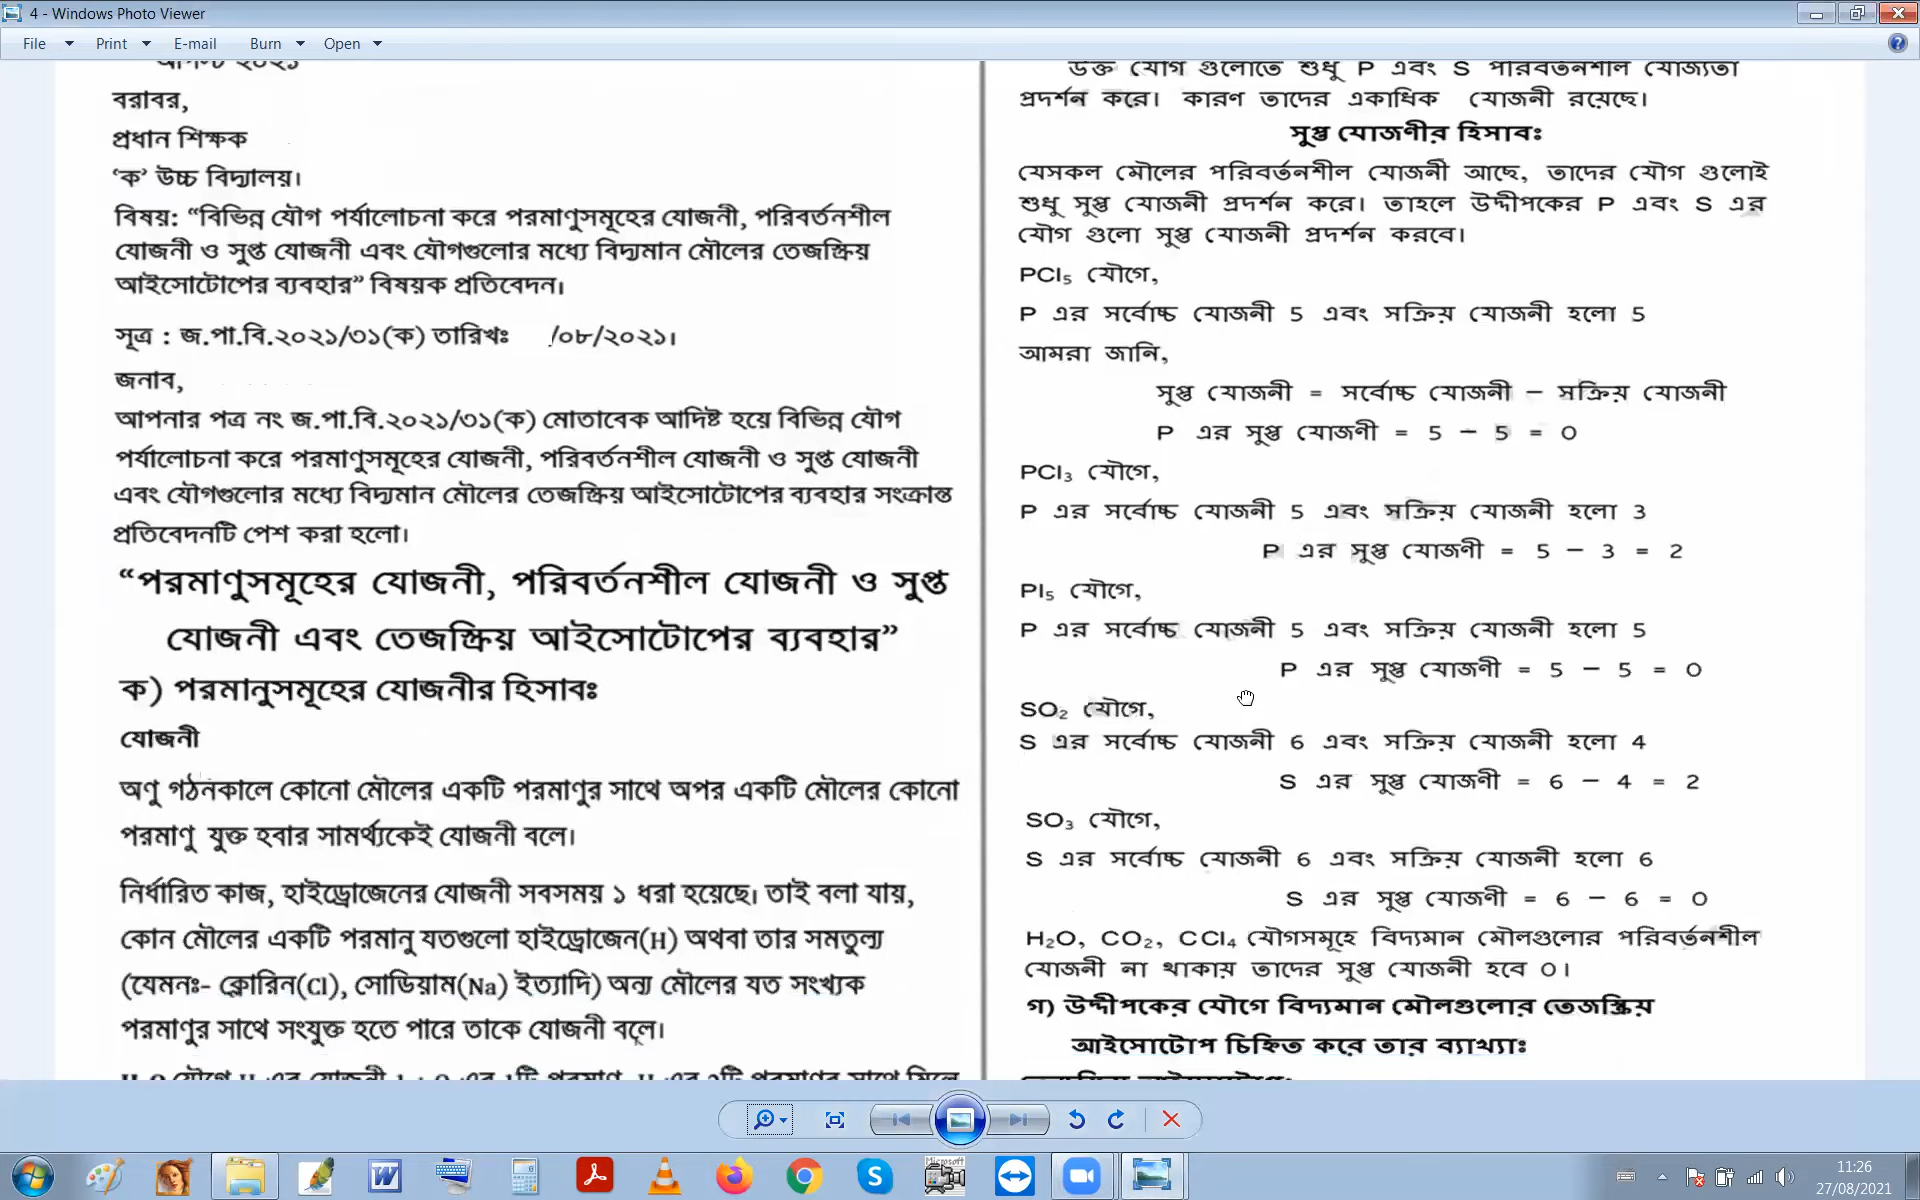 4 - Windows Photo Viewer
File Print E-mail Burn Open
আগস্ট ২০২১
বরাবর,
প্রধান শিক্ষক
‘ক’ উচ্চ বিদ্যালয়।
বিষয়: “বিভিন্ন যৌগ পর্যালোচনা করে পরমাণুসমূহের যোজনী, পরিবর্তনশীল
যোজনী ও সুপ্ত যোজনী এবং যৌগগুলোর মধ্যে বিদ্যমান মৌলের তেজস্ক্রিয়
আইসোটোপের ব্যবহার” বিষয়ক প্রতিবেদন।
সূত্র : জ.পা.বি.২০২১/৩১(ক) তারিখঃ /০৮/২০২১।
জনাব,
আপনার পত্র নং জ.পা.বি.২০২১/৩১(ক) মোতাবেক আদিষ্ট হয়ে বিভিন্ন যৌগ
পর্যালোচনা করে পরমাণুসমূহের যোজনী, পরিবর্তনশীল যোজনী ও সুপ্ত যোজনী
এবং যৌগগুলোর মধ্যে বিদ্যমান মৌলের তেজস্ক্রিয় আইসোটোপের ব্যবহার সংক্রান্ত
প্রতিবেদনটি পেশ করা হলো।
“পরমাণুসমূহের যোজনী, পরিবর্তনশীল যোজনী ও সুপ্ত
যোজনী এবং তেজস্ক্রিয় আইসোটোপের ব্যবহার”
ক) পরমানুসমূহের যোজনীর হিসাবঃ
যোজনী
অণু গঠনকালে কোনো মৌলের একটি পরমাণুর সাথে অপর একটি মৌলের কোনো
পরমাণু যুক্ত হবার সামর্থ্যকেই যোজনী বলে।
নির্ধারিত কাজ, হাইড্রোজেনের যোজনী সবসময় ১ ধরা হয়েছে। তাই বলা যায়,
কোন মৌলের একটি পরমানু যতগুলো হাইড্রোজেন(H) অথবা তার সমতুল্য
(যেমনঃ- ক্লোরিন(Cl), সোডিয়াম(Na) ইত্যাদি) অন্য মৌলের যত সংখ্যক
পরমাণুর সাথে সংযুক্ত হতে পারে তাকে যোজনী বলে।
উক্ত যৌগ গুলোতে শুধু P এবং S পরিবর্তনশীল যোজ্যতা
প্রদর্শন করে। কারণ তাদের একাধিক যোজনী রয়েছে।
সুপ্ত যোজণীর হিসাবঃ
যেসকল মৌলের পরিবর্তনশীল যোজনী আছে, তাদের যৌগ গুলোই
শুধু সুপ্ত যোজনী প্রদর্শন করে। তাহলে উদ্দীপকের P এবং S এর
যৌগ গুলো সুপ্ত যোজনী প্রদর্শন করবে।
PCl₅ যৌগে,
P এর সর্বোচ্চ যোজনী 5 এবং সক্রিয় যোজনী হলো 5
আমরা জানি,
সুপ্ত যোজনী = সর্বোচ্চ যোজনী – সক্রিয় যোজনী
P এর সুপ্ত যোজণী = 5 – 5 = 0
PCl₃ যৌগে,
P এর সর্বোচ্চ যোজনী 5 এবং সক্রিয় যোজনী হলো 3
P এর সুপ্ত যোজণী = 5 – 3 = 2
PI₅ যৌগে,
P এর সর্বোচ্চ যোজনী 5 এবং সক্রিয় যোজনী হলো 5
P এর সুপ্ত যোজণী = 5 – 5 = 0
SO₂ যৌগে,
S এর সর্বোচ্চ যোজনী 6 এবং সক্রিয় যোজনী হলো 4
S এর সুপ্ত যোজণী = 6 – 4 = 2
SO₃ যৌগে,
S এর সর্বোচ্চ যোজনী 6 এবং সক্রিয় যোজনী হলো 6
S এর সুপ্ত যোজণী = 6 – 6 = 0
H₂O, CO₂, CCl₄ যৌগসমূহে বিদ্যমান মৌলগুলোর পরিবর্তনশীল
যোজনী না থাকায় তাদের সুপ্ত যোজনী হবে 0।
গ) উদ্দীপকের যৌগে বিদ্যমান মৌলগুলোর তেজস্ক্রিয়
আইসোটোপ চিহ্নিত করে তার ব্যাখ্যাঃ
11:26
27/08/2021